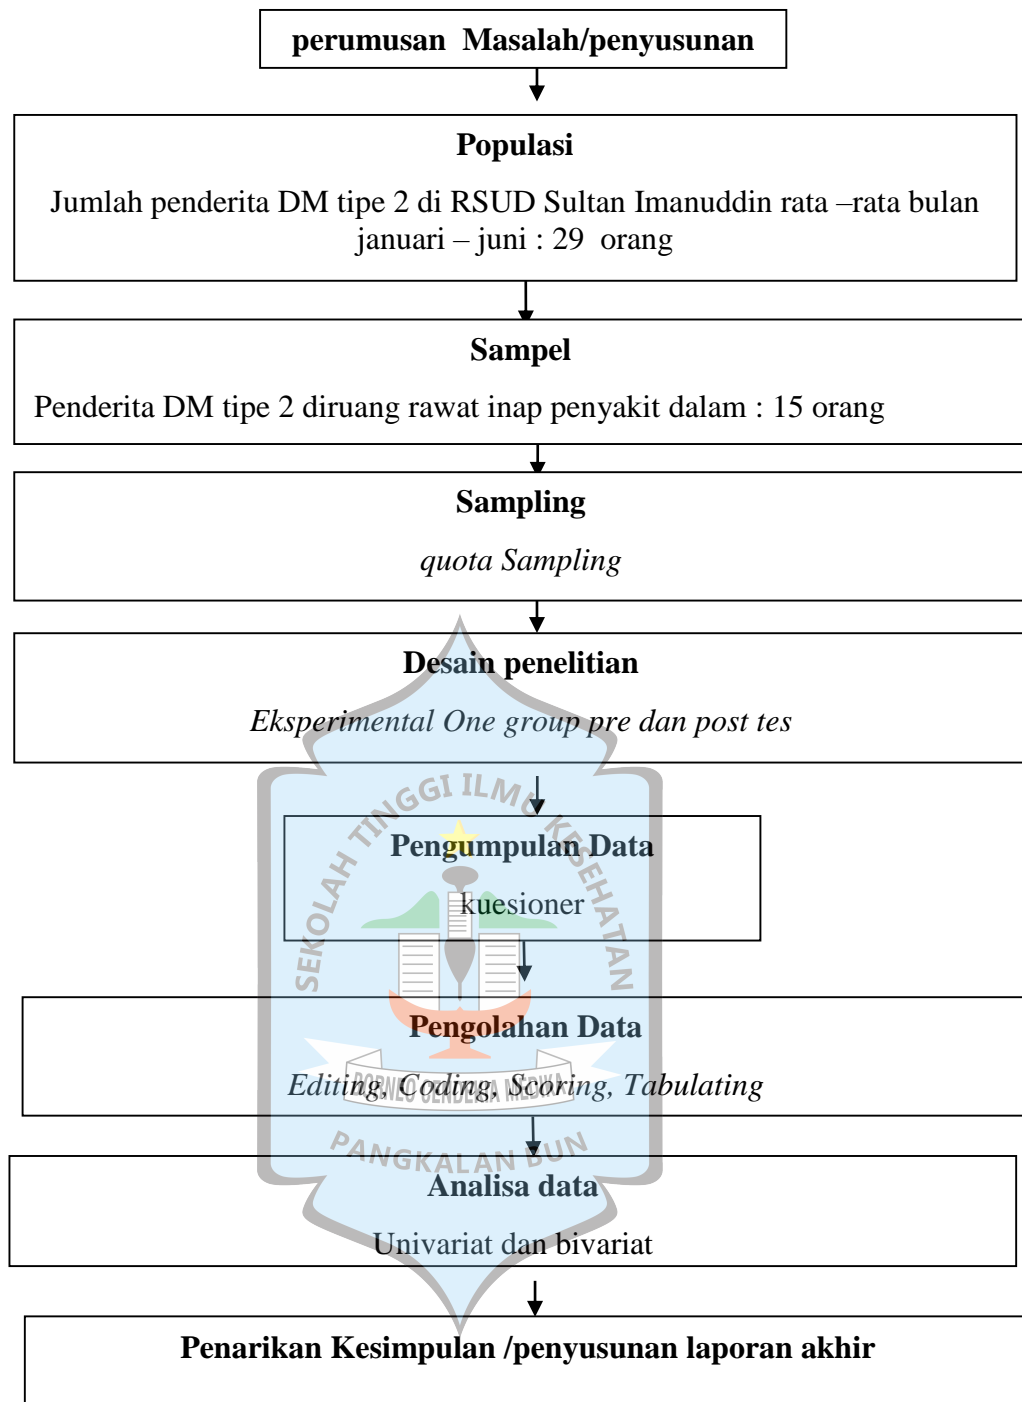 perumusan  Masalah/penyusunan
Populasi
Jumlah penderita DM tipe 2 di RSUD Sultan Imanuddin rata –rata bulan
januari – juni : 29  orang
Sampel
Penderita DM tipe 2 diruang rawat inap penyakit dalam : 15 orang
Sampling
quota Sampling
Desain penelitian
Eksperimental One group pre dan post tes
SEKOLAH TINGGI ILMU KESEHATAN
Pengumpulan Data
kuesioner
Pengolahan Data
Editing, Coding, Scoring, Tabulating
BORNEO CENDEKIA MEDIKA
PANGKALAN BUN
Analisa data
Univariat dan bivariat
Penarikan Kesimpulan /penyusunan laporan akhir